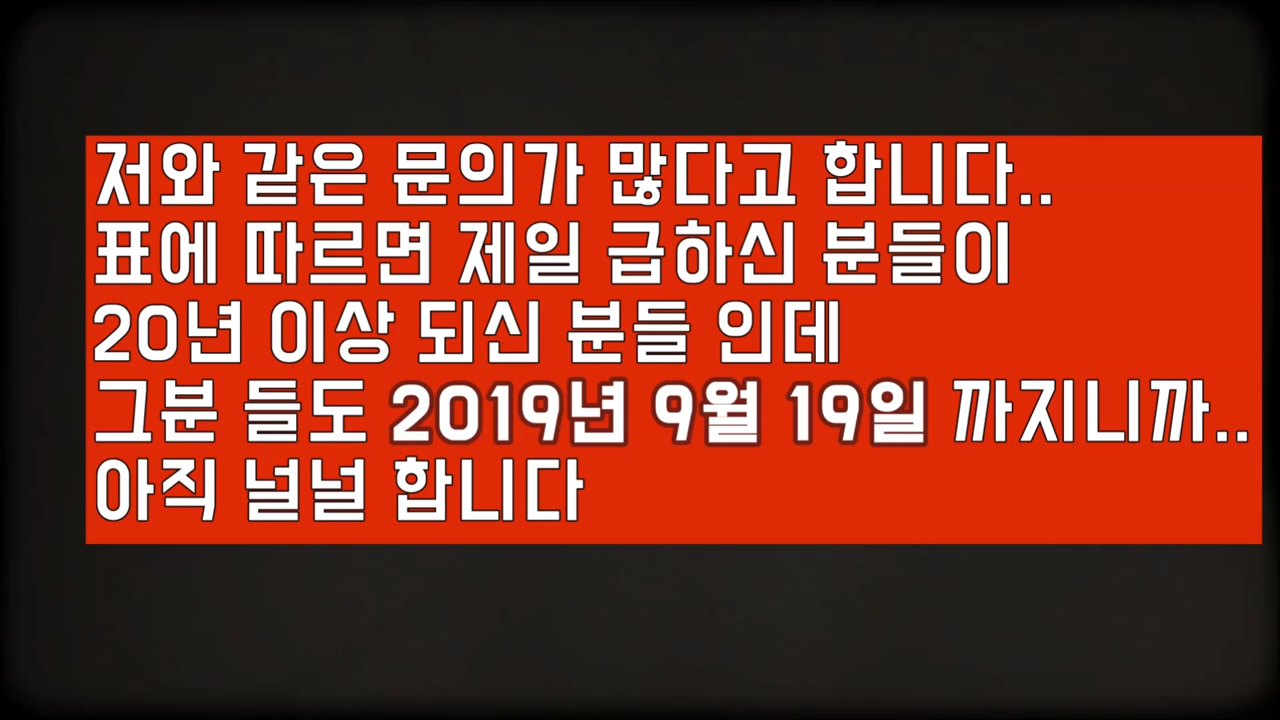 저와 같은 문의가 많다고 합니다..
표에 따르면 제일 급하신 분들이
20년 이상 되신 분들 인데
그분 들도 2019년 9월 19일 까지니까..
아직 널널 합니다